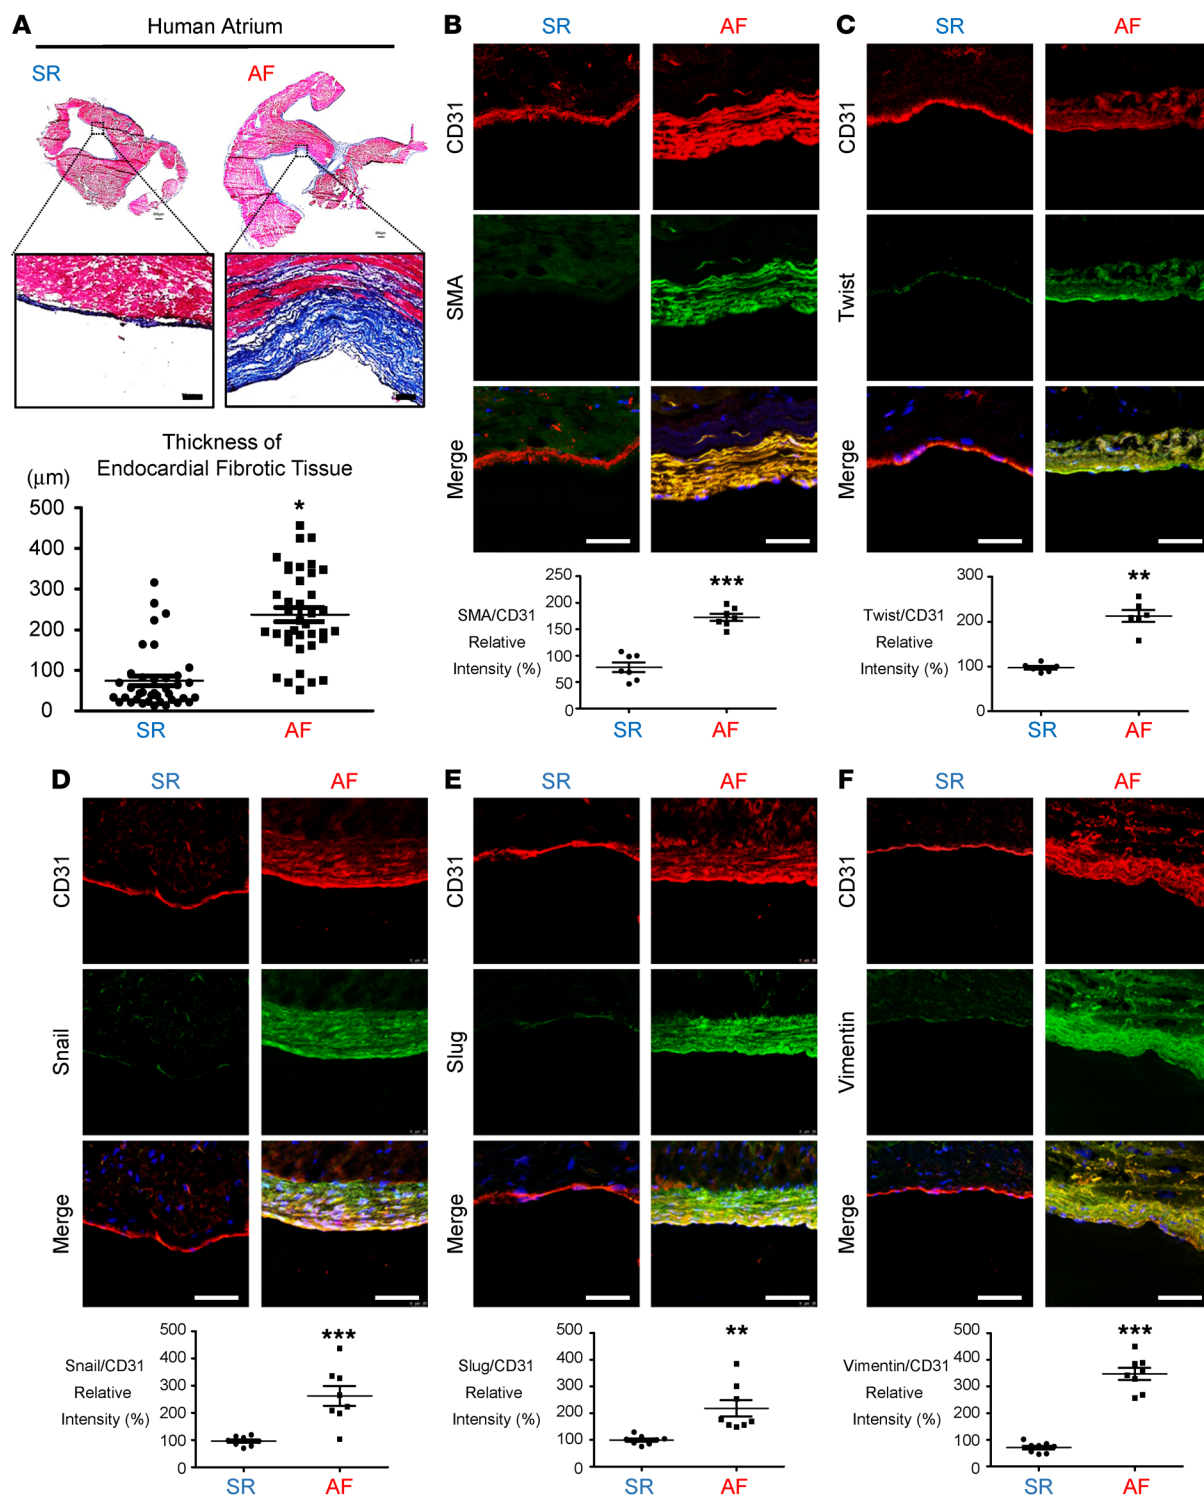 A
Human Atrium
SR AF
Thickness of
Endocardial Fibrotic Tissue
(μm)
500
400
300
200
100
0
*
SR AF
B
SR AF
CD31
SMA
Merge
SMA/CD31
Relative
Intensity (%)
250
200
150
100
50
0
***
SR AF
C
SR AF
CD31
Twist
Merge
Twist/CD31
Relative
Intensity (%)
300
200
100
0
**
SR AF
D
SR AF
CD31
Snail
Merge
Snail/CD31
Relative
Intensity (%)
500
400
300
200
100
0
***
SR AF
E
SR AF
CD31
Slug
Merge
Slug/CD31
Relative
Intensity (%)
500
400
300
200
100
0
**
SR AF
F
SR AF
CD31
Vimentin
Merge
Vimentin/CD31
Relative
Intensity (%)
500
400
300
200
100
0
***
SR AF